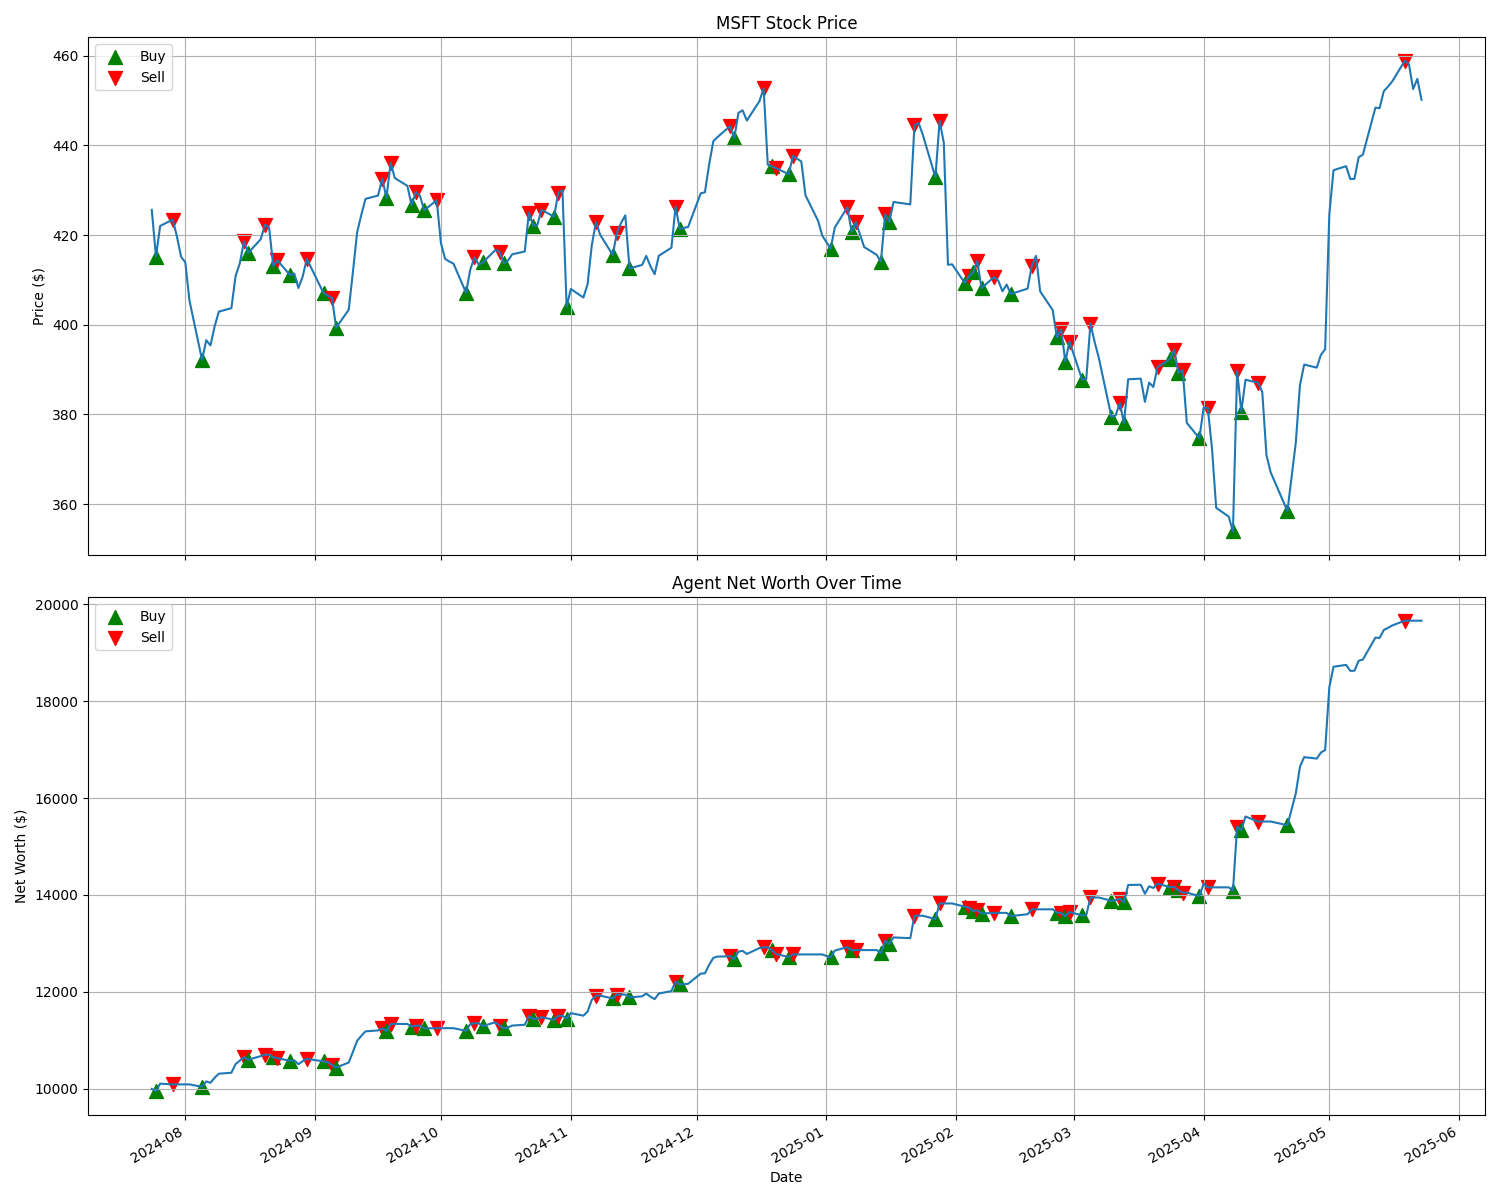 MSFT Stock Price
Buy
Sell
Price ($)
460
440
420
400
380
360
Agent Net Worth Over Time
Buy
Sell
Net Worth ($)
20000
18000
16000
14000
12000
10000
2024-08
2024-09
2024-10
2024-11
2024-12
2025-01
2025-02
2025-03
2025-04
2025-05
2025-06
Date